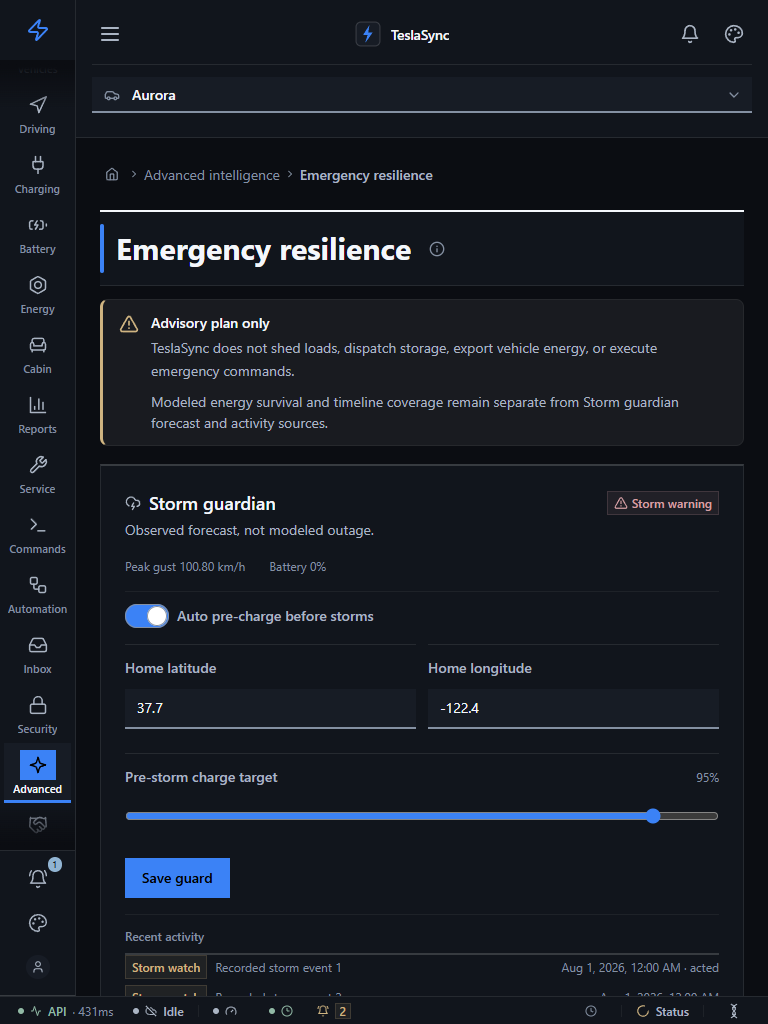 TeslaSync
Aurora
Driving
Charging
Battery
Energy
Cabin
Reports
Service
Commands
Automation
Inbox
Security
Advanced
1
Advanced intelligence
Emergency resilience
Emergency resilience
Advisory plan only
TeslaSync does not shed loads, dispatch storage, export vehicle energy, or execute
emergency commands.
Modeled energy survival and timeline coverage remain separate from Storm guardian
forecast and activity sources.
Storm guardian
Storm warning
Observed forecast, not modeled outage.
Peak gust 100.80 km/h Battery 0%
Auto pre-charge before storms
Home latitude
Home longitude
37.7
-122.4
Pre-storm charge target
95%
Save guard
Recent activity
Storm watch Recorded storm event 1 Aug 1, 2026, 12:00 AM · acted
API · 431ms
Idle
2
Status